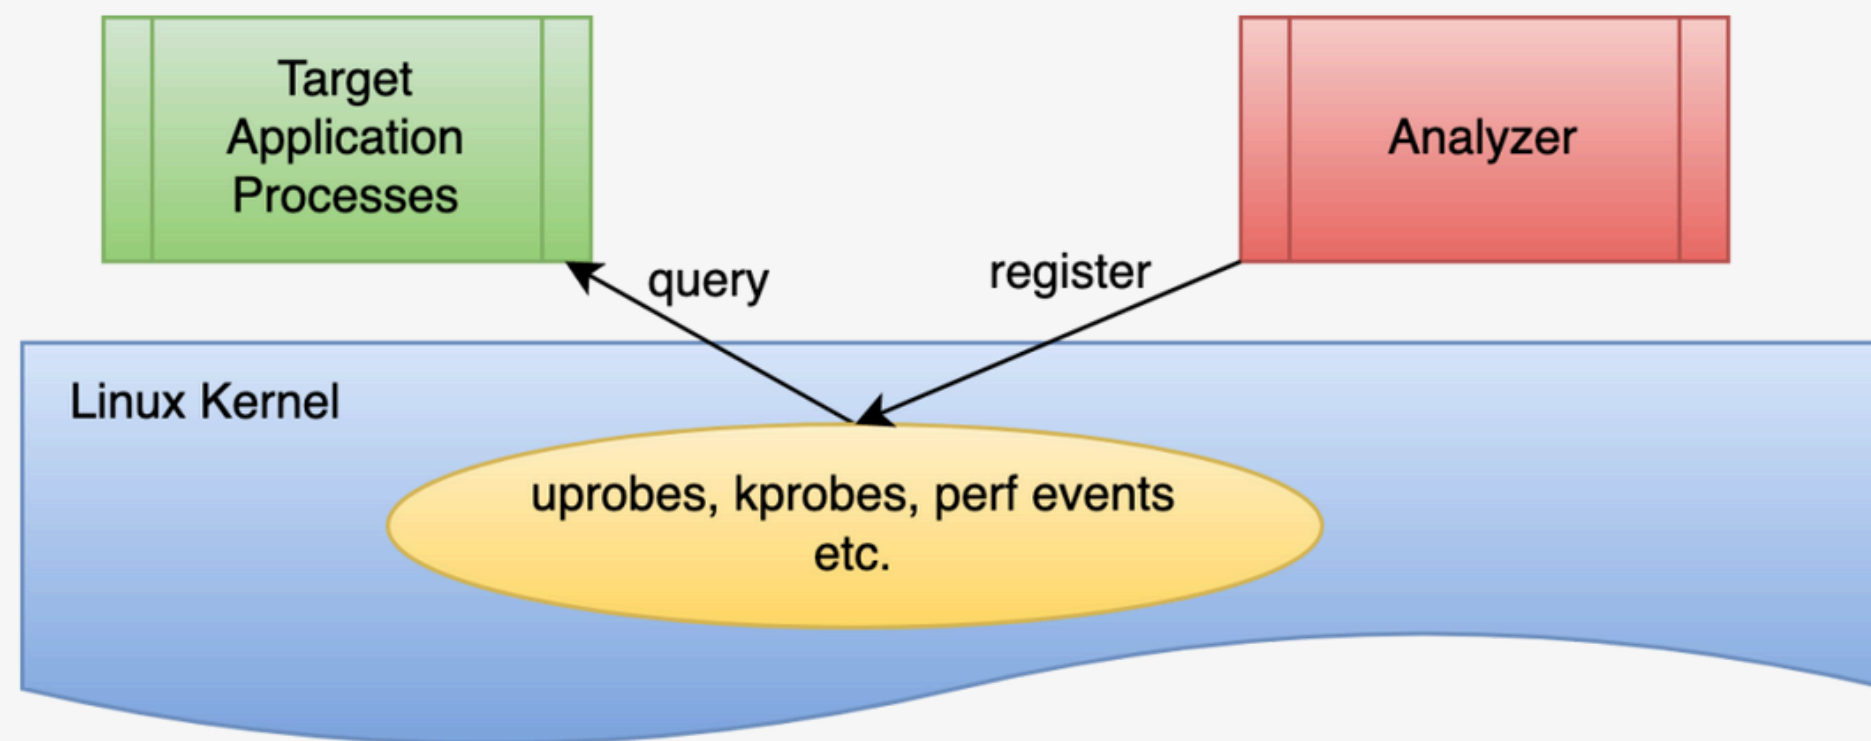 Target
Application
Processes
Analyzer
query
register
Linux Kernel
uprobes, kprobes, perf events
etc.